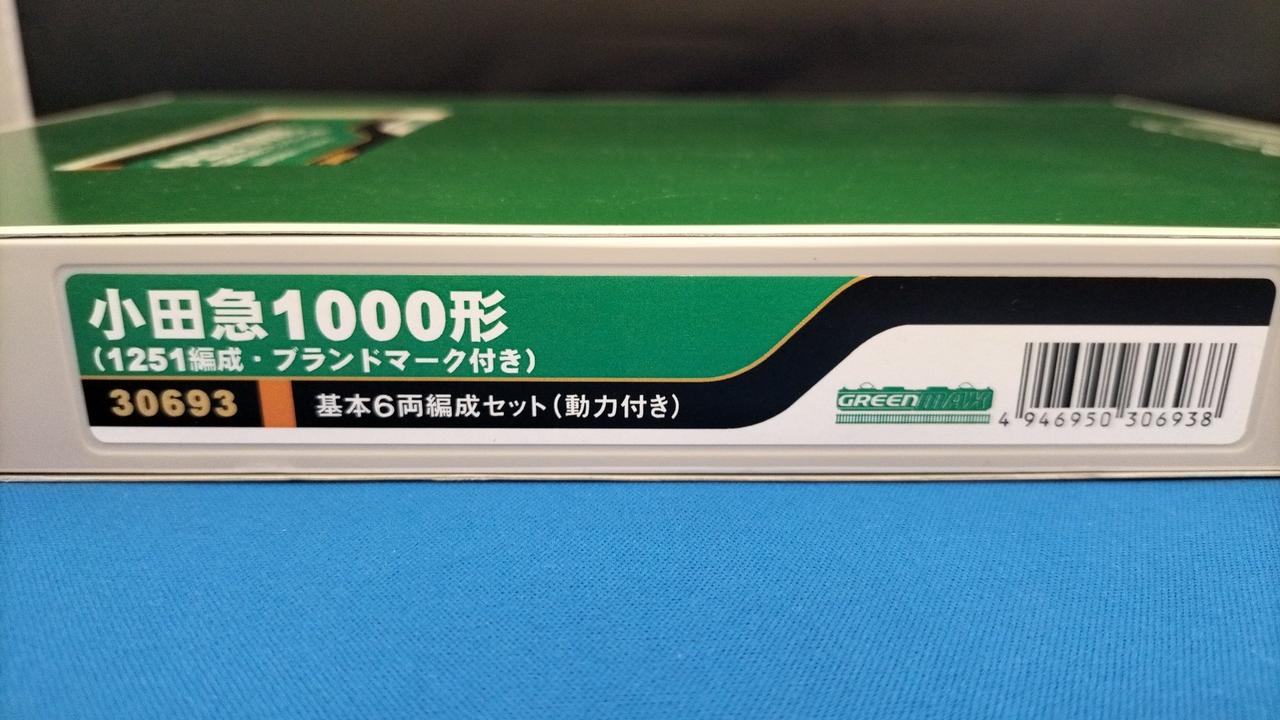 小田急1000形
(1251編成・ブランドマーク付き)
30693
基本6両編成セット(動力付き)
GREENMAX
4 946950 306938